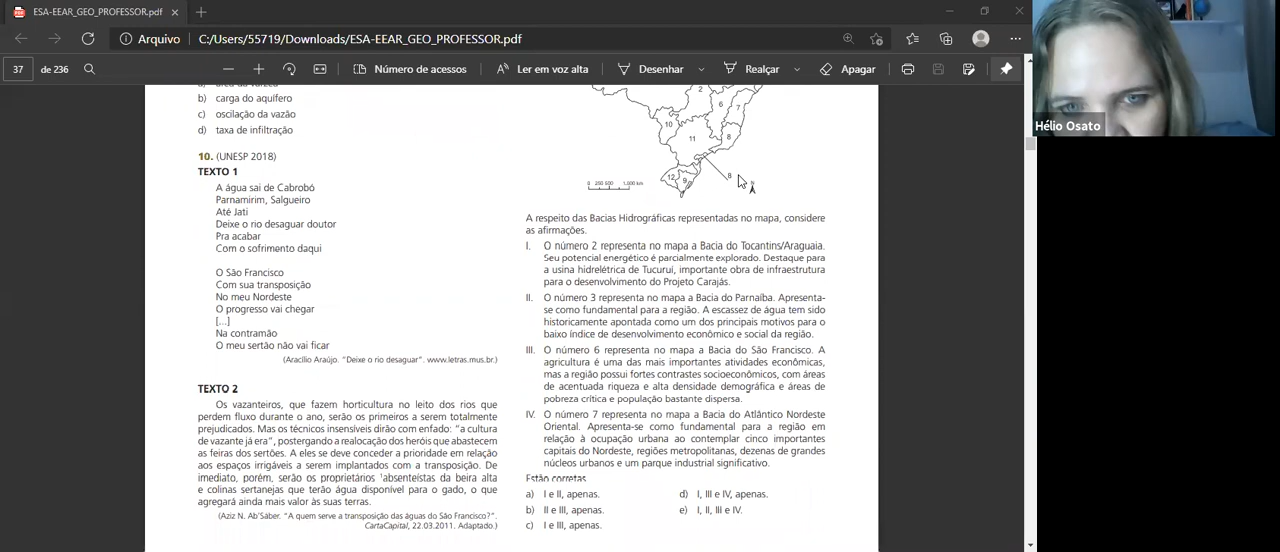 ESA-EEAR_GEO_PROFESSOR.pdf
Arquivo
C:/Users/55719/Downloads/ESA-EEAR_GEO_PROFESSOR.pdf
37
de 236
Número de acessos
Ler em voz alta
Desenhar
Realçar
Apagar
Hélio Osato
b) carga do aquífero
c) oscilação da vazão
d) taxa de infiltração
10. (UNESP 2018)
TEXTO 1
A água sai de Cabrobó
Parnamirim, Salgueiro
Até Jati
Deixe o rio desaguar doutor
Pra acabar
Com o sofrimento daqui
O São Francisco
Com sua transposição
No meu Nordeste
O progresso vai chegar
[...]
Na contramão
O meu sertão não vai ficar
(Aracílio Araújo. "Deixe o rio desaguar". www.letras.mus.br.)
TEXTO 2
Os vazanteiros, que fazem horticultura no leito dos rios que
perdem fluxo durante o ano, serão os primeiros a serem totalmente
prejudicados. Mas os técnicos insensíveis dirão com enfado: "a cultura
de vazante já era", postergando a realocação dos heróis que abastecem
as feiras dos sertões. A eles se deve conceder a prioridade em relação
aos espaços irrigáveis a serem implantados com a transposição. De
imediato, porém, serão os proprietários ¹absenteístas da beira alta
e colinas sertanejas que terão água disponível para o gado, o que
agregará ainda mais valor às suas terras.
(Aziz N. Ab'Sáber. "A quem serve a transposição das águas do São Francisco?".
CartaCapital, 22.03.2011. Adaptado.)
2
6
7
10
11
8
12
9
8
A respeito das Bacias Hidrográficas representadas no mapa, considere
as afirmações.
I. O número 2 representa no mapa a Bacia do Tocantins/Araguaia.
Seu potencial energético é parcialmente explorado. Destaque para
a usina hidrelétrica de Tucuruí, importante obra de infraestrutura
para o desenvolvimento do Projeto Carajás.
II. O número 3 representa no mapa a Bacia do Parnaíba. Apresenta-
se como fundamental para a região. A escassez de água tem sido
historicamente apontada como um dos principais motivos para o
baixo índice de desenvolvimento econômico e social da região.
III. O número 6 representa no mapa a Bacia do São Francisco. A
agricultura é uma das mais importantes atividades econômicas,
mas a região possui fortes contrastes socioeconômicos, com áreas
de acentuada riqueza e alta densidade demográfica e áreas de
pobreza crítica e população bastante dispersa.
IV. O número 7 representa no mapa a Bacia do Atlântico Nordeste
Oriental. Apresenta-se como fundamental para a região em
relação à ocupação urbana ao contemplar cinco importantes
capitais do Nordeste, regiões metropolitanas, dezenas de grandes
núcleos urbanos e um parque industrial significativo.
Estão corretas
a) I e II, apenas.
b) II e III, apenas.
c) I e III, apenas.
d) I, III e IV, apenas.
e) I, II, III e IV.